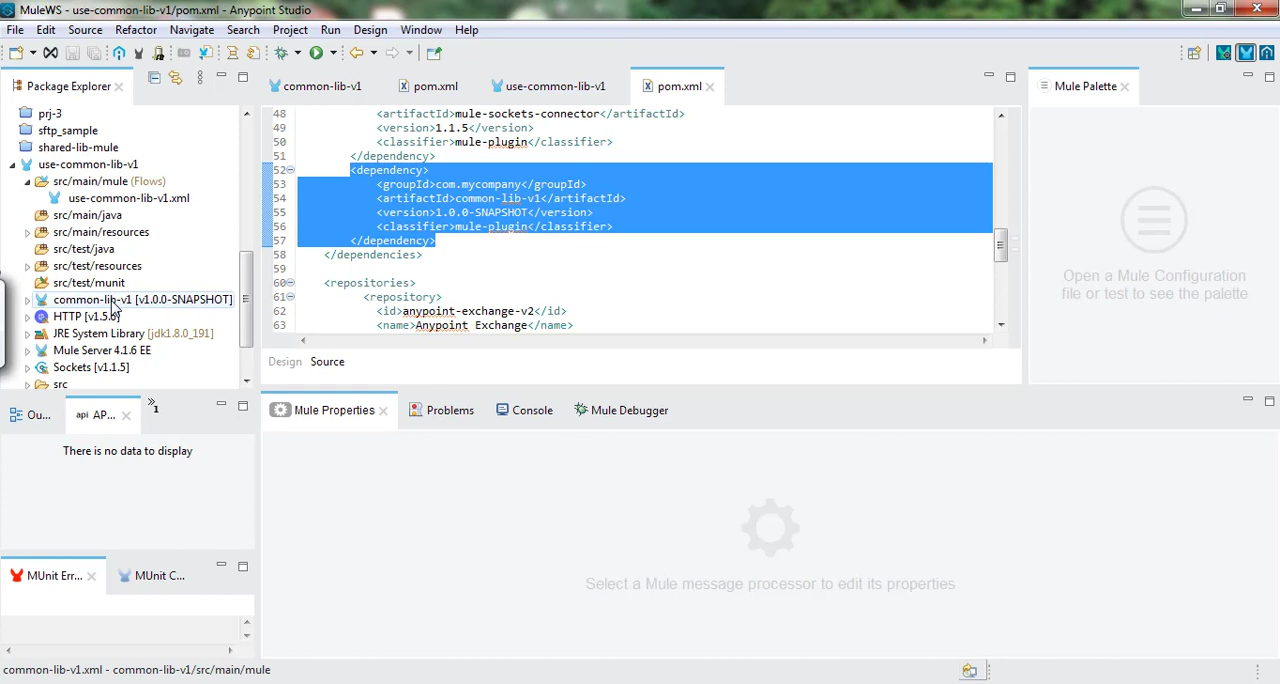 MuleWS - use-common-lib-v1/pom.xml - Anypoint Studio
File Edit Source Refactor Navigate Search Project Run Design Window Help
Package Explorer
common-lib-v1
pom.xml
use-common-lib-v1
pom.xml
Mule Palette
prj-3
sftp_sample
shared-lib-mule
use-common-lib-v1
src/main/mule (Flows)
use-common-lib-v1.xml
src/main/java
src/main/resources
src/test/java
src/test/resources
src/test/munit
common-lib-v1 [v1.0.0-SNAPSHOT]
HTTP [v1.5.6]
JRE System Library [jdk1.8.0_191]
Mule Server 4.1.6 EE
Sockets [v1.1.5]
src
48 <artifactId>mule-sockets-connector</artifactId>
49 <version>1.1.5</version>
50 <classifier>mule-plugin</classifier>
51 </dependency>
52 <dependency>
53 <groupId>com.mycompany</groupId>
54 <artifactId>common-lib-v1</artifactId>
55 <version>1.0.0-SNAPSHOT</version>
56 <classifier>mule-plugin</classifier>
57 </dependency>
58 </dependencies>
59
60 <repositories>
61 <repository>
62 <id>anypoint-exchange-v2</id>
63 <name>Anypoint Exchange</name>
Design Source
Open a Mule Configuration
file or test to see the palette
Ou...
api AP...
1
There is no data to display
MUnit Err...
MUnit C...
Mule Properties
Problems
Console
Mule Debugger
Select a Mule message processor to edit its properties
common-lib-v1.xml - common-lib-v1/src/main/mule